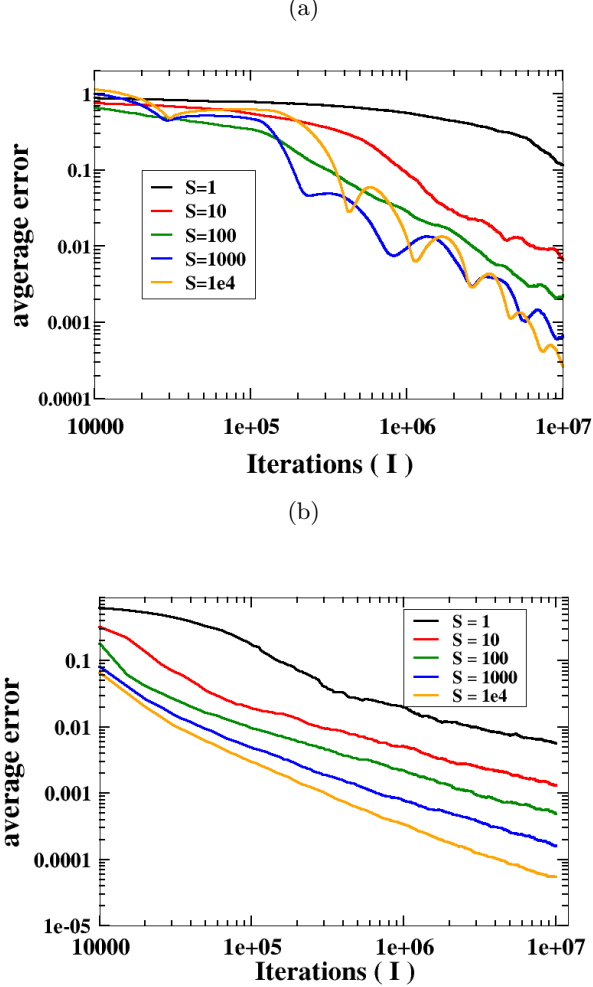 (a)
1
0.1
0.01
0.001
0.0001
avgerage error
S=1
S=10
S=100
S=1000
S=1e4
10000 1e+05 1e+06 1e+07
Iterations ( I )
(b)
0.1
0.01
0.001
0.0001
1e-05
average error
S = 1
S = 10
S = 100
S = 1000
S = 1e4
10000 1e+05 1e+06 1e+07
Iterations ( I )